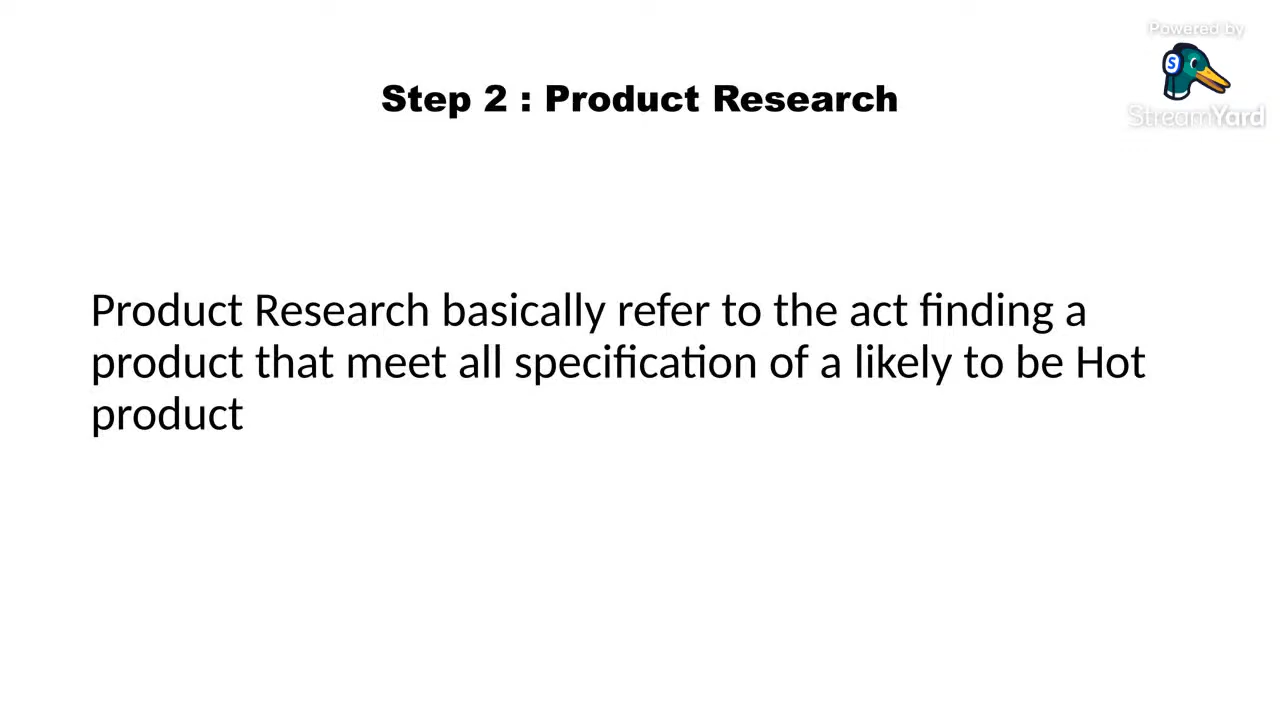 Powered by
S
StreamYard
Step 2 : Product Research
Product Research basically refer to the act finding a
product that meet all specification of a likely to be Hot
product